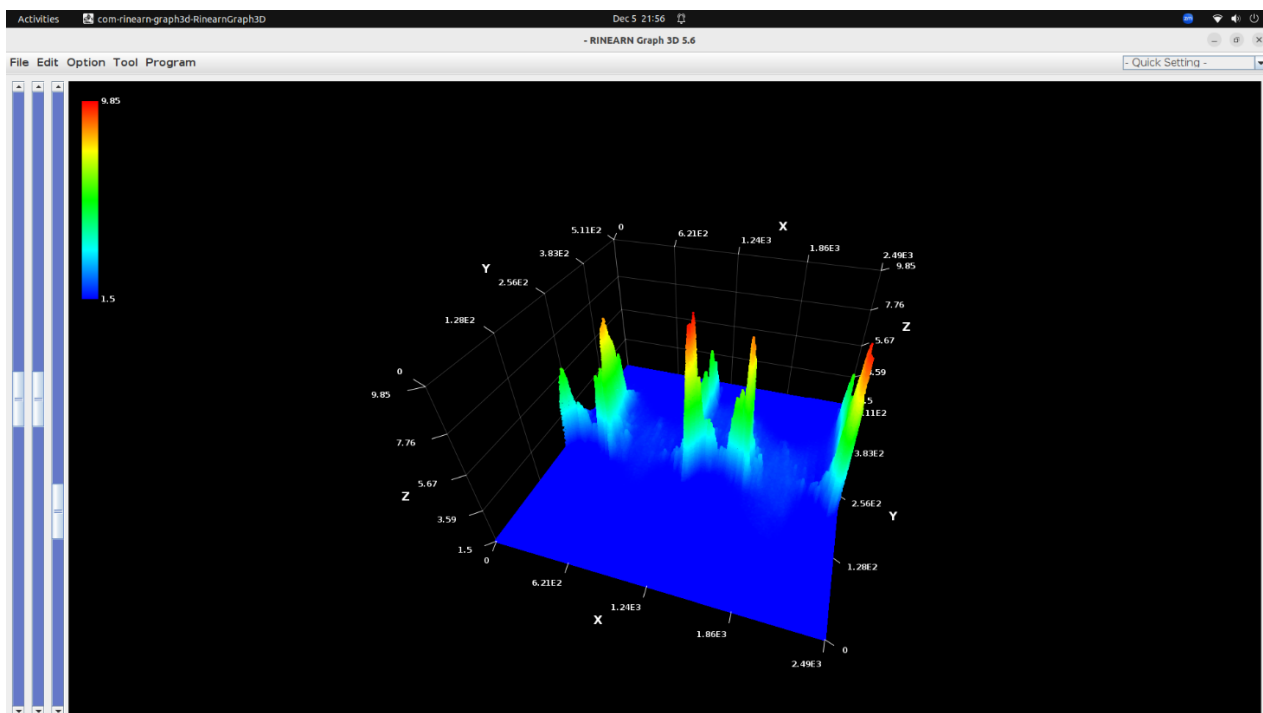 Activities com-rinearn-graph3d-RinearnGraph3D Dec 5 21:56
- RINEARN Graph 3D 5.6
File Edit Option Tool Program - Quick Setting -
9.85
1.5
X
5.11E2 0 6.21E2 1.24E3 1.86E3 2.49E3
3.83E2 9.85
Y
2.56E2
7.76
1.28E2 Z
5.67
0 .59
9.85 .5
.11E2
7.76 3.83E2
5.67
Z 2.56E2
3.59 Y
1.5
0 1.28E2
6.21E2
1.24E3
X
1.86E3 0
2.49E3